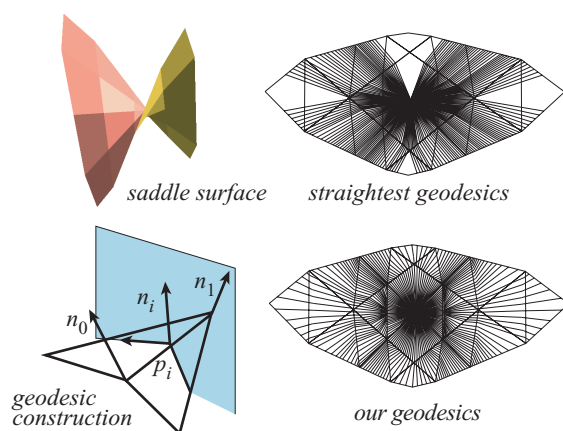 saddle surface
straightest geodesics
n1
ni
n0
pi
geodesic
construction
our geodesics